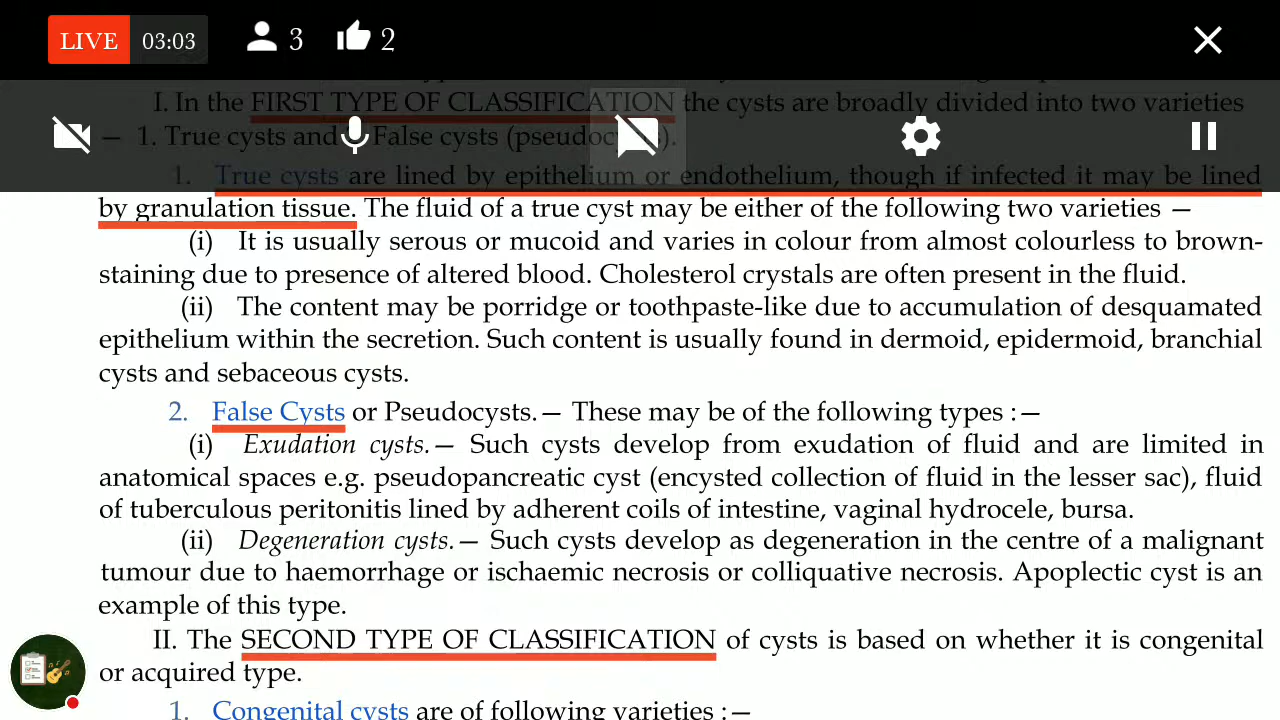 LIVE 03:03 3 2
I. In the FIRST TYPE OF CLASSIFICATION the cysts are broadly divided into two varieties
— 1. True cysts and False cysts (pseudocysts).
1. True cysts are lined by epithelium or endothelium, though if infected it may be lined
by granulation tissue. The fluid of a true cyst may be either of the following two varieties —
(i) It is usually serous or mucoid and varies in colour from almost colourless to brown-
staining due to presence of altered blood. Cholesterol crystals are often present in the fluid.
(ii) The content may be porridge or toothpaste-like due to accumulation of desquamated
epithelium within the secretion. Such content is usually found in dermoid, epidermoid, branchial
cysts and sebaceous cysts.
2. False Cysts or Pseudocysts.— These may be of the following types :—
(i) Exudation cysts.— Such cysts develop from exudation of fluid and are limited in
anatomical spaces e.g. pseudopancreatic cyst (encysted collection of fluid in the lesser sac), fluid
of tuberculous peritonitis lined by adherent coils of intestine, vaginal hydrocele, bursa.
(ii) Degeneration cysts.— Such cysts develop as degeneration in the centre of a malignant
tumour due to haemorrhage or ischaemic necrosis or colliquative necrosis. Apoplectic cyst is an
example of this type.
II. The SECOND TYPE OF CLASSIFICATION of cysts is based on whether it is congenital
or acquired type.
1. Congenital cysts are of following varieties :—